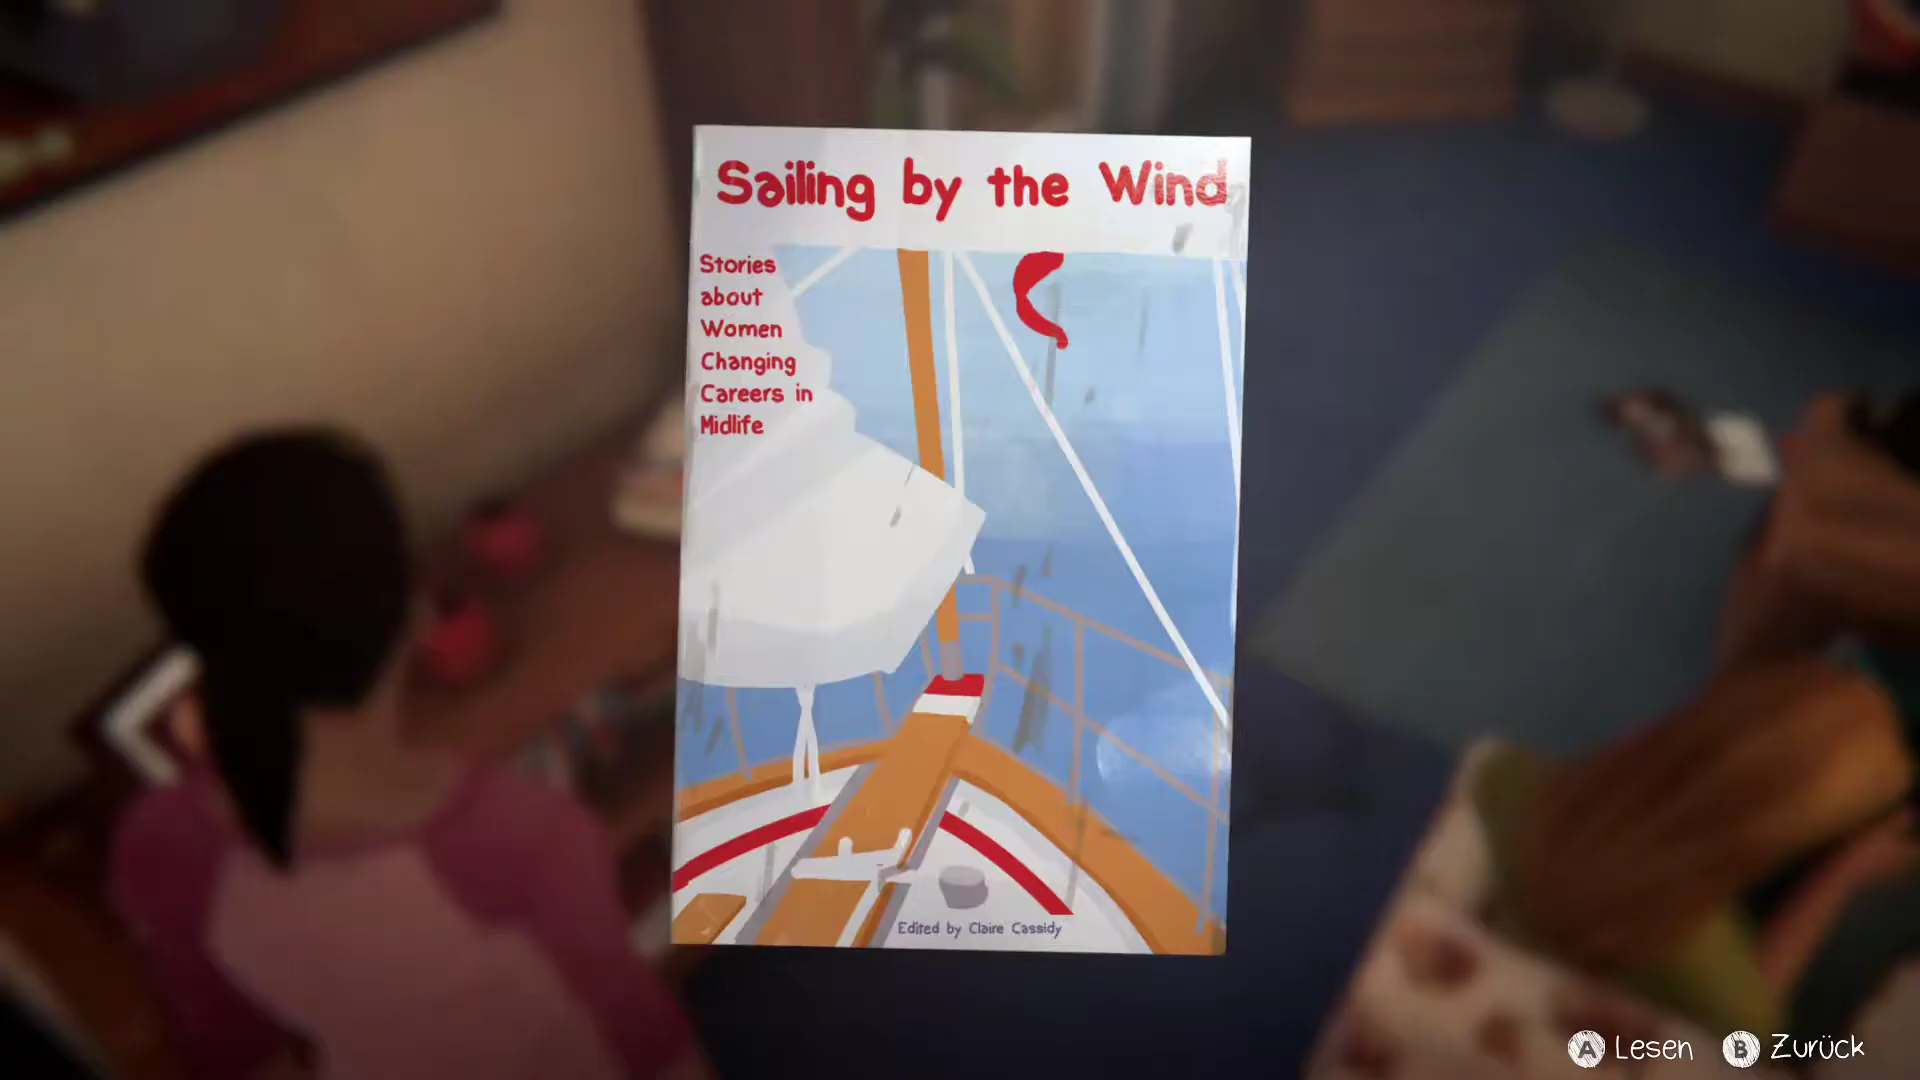 Sailing by the Wind
Stories
about
Women
Changing
Careers in
Midlife
Edited by Claire Cassidy
A Lesen B Zurück